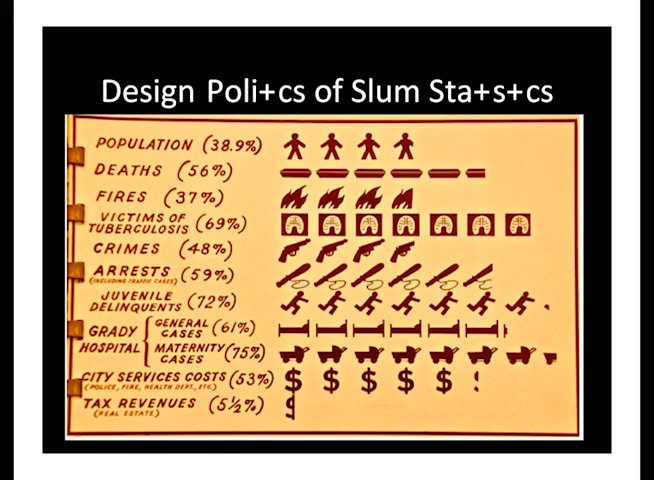 Design Poli+cs of Slum Sta+s+cs
POPULATION (38.9%)
DEATHS (56%)
FIRES (37%)
VICTIMS OF
TUBERCULOSIS (69%)
CRIMES (48%)
ARRESTS (59%)
(INCLUDING TRAFFIC CASES)
JUVENILE
DELINQUENTS (72%)
GRADY HOSPITAL
GENERAL CASES (61%)
MATERNITY CASES (75%)
CITY SERVICES COSTS (53%)
(POLICE, FIRE, HEALTH DEPT., ETC.)
TAX REVENUES (5½%)
(REAL ESTATE)